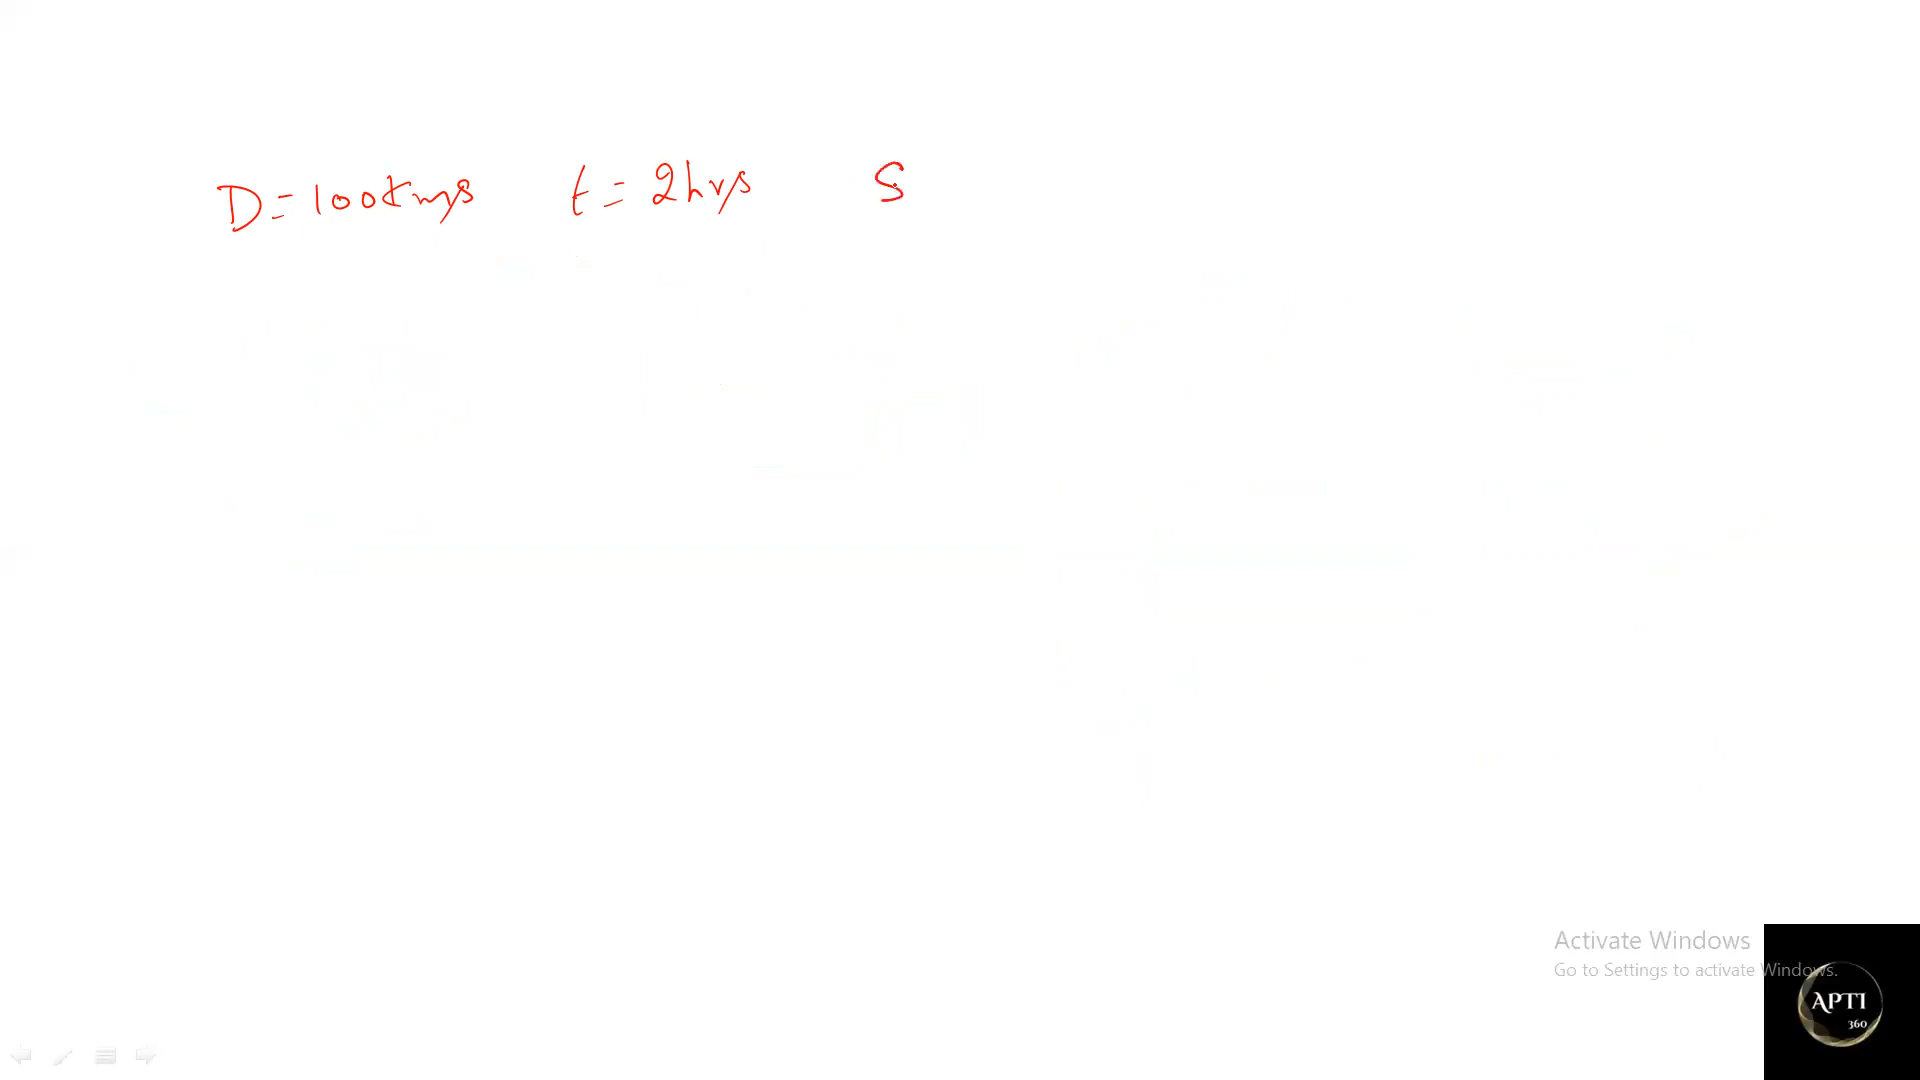 D = 100kms t = 2hrs S
Activate Windows
Go to Settings to activate Windows.
APTI
360